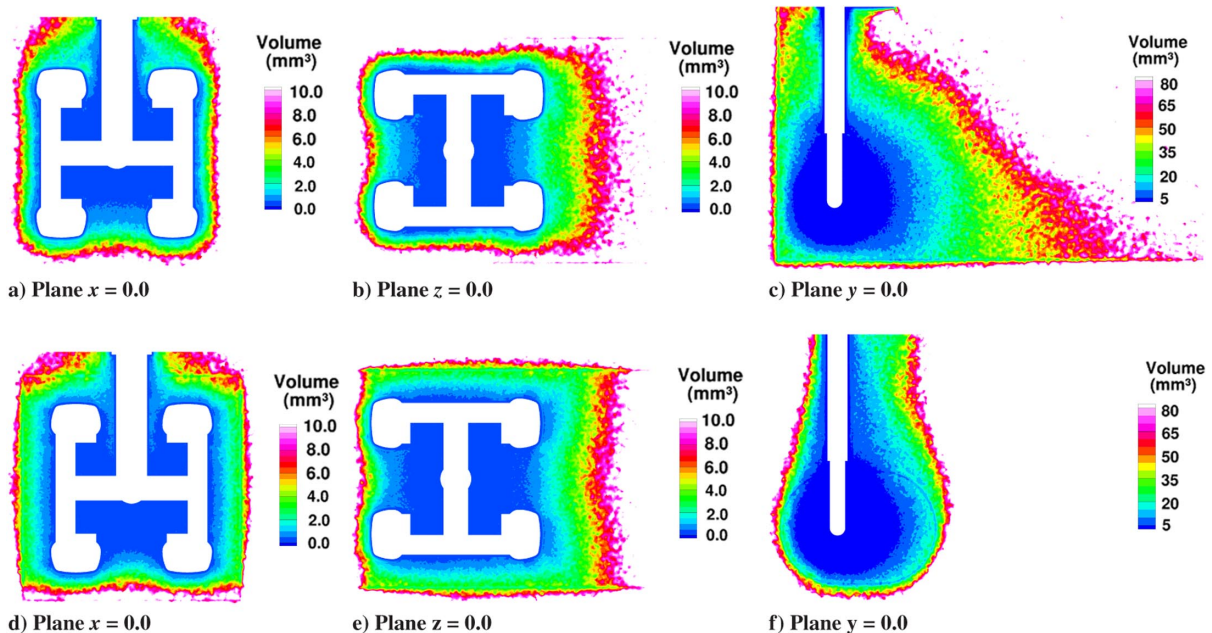 Volume
(mm³)
10.0
8.0
6.0
4.0
2.0
0.0
a) Plane x = 0.0
Volume
(mm³)
10.0
8.0
6.0
4.0
2.0
0.0
b) Plane z = 0.0
Volume
(mm³)
80
65
50
35
20
5
c) Plane y = 0.0
Volume
(mm³)
10.0
8.0
6.0
4.0
2.0
0.0
d) Plane x = 0.0
Volume
(mm³)
10.0
8.0
6.0
4.0
2.0
0.0
e) Plane z = 0.0
Volume
(mm³)
80
65
50
35
20
5
f) Plane y = 0.0